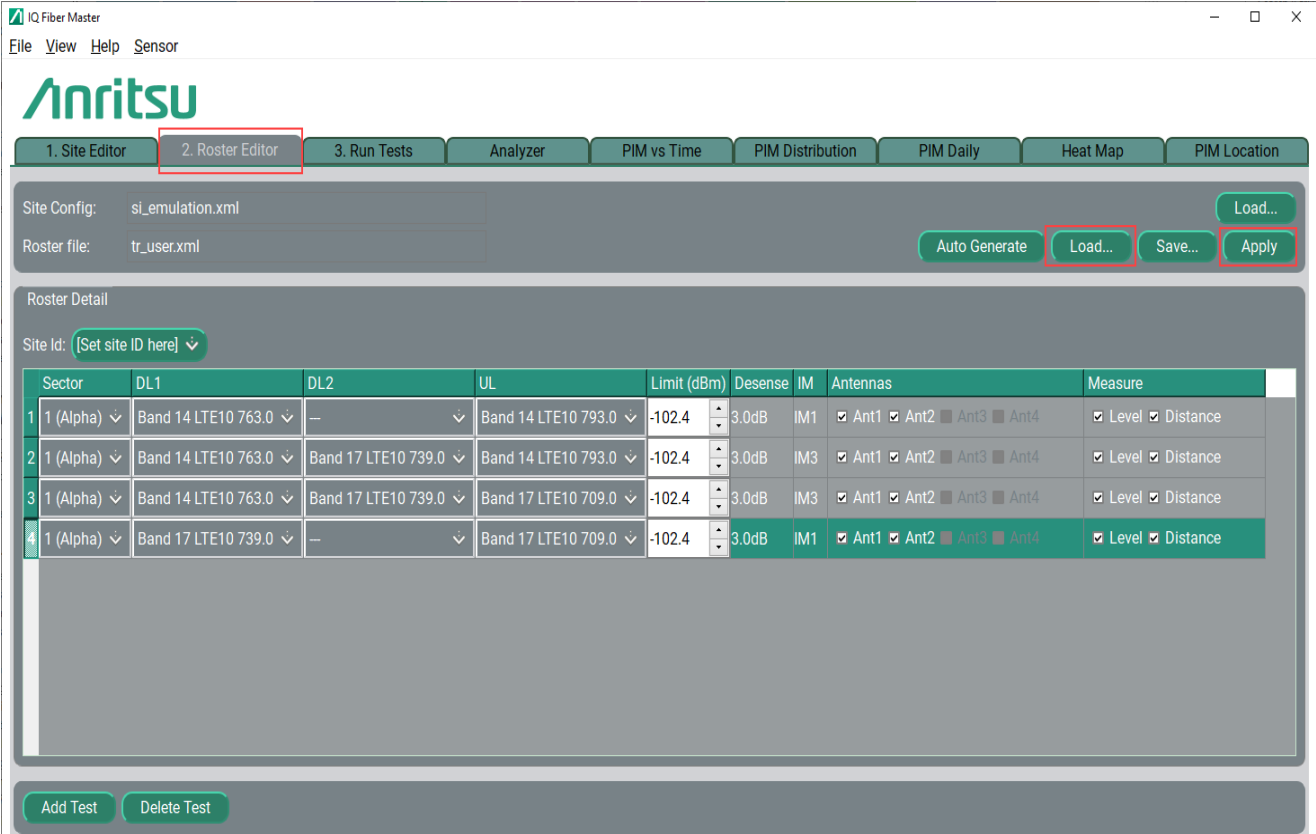 IQ Fiber Master
File View Help Sensor
Anritsu
1. Site Editor 2. Roster Editor 3. Run Tests Analyzer PIM vs Time PIM Distribution PIM Daily Heat Map PIM Location
Site Config: si_emulation.xml Load...
Roster file: tr_user.xml Auto Generate Load... Save... Apply
Roster Detail
Site Id: [Set site ID here]
Sector DL1 DL2 UL Limit (dBm) Desense IM Antennas Measure
1 1 (Alpha) Band 14 LTE10 763.0 --- Band 14 LTE10 793.0 -102.4 3.0dB IM1 Ant1 Ant2 Ant3 Ant4 Level Distance
2 1 (Alpha) Band 14 LTE10 763.0 Band 17 LTE10 739.0 Band 14 LTE10 793.0 -102.4 3.0dB IM3 Ant1 Ant2 Ant3 Ant4 Level Distance
3 1 (Alpha) Band 14 LTE10 763.0 Band 17 LTE10 739.0 Band 17 LTE10 709.0 -102.4 3.0dB IM3 Ant1 Ant2 Ant3 Ant4 Level Distance
4 1 (Alpha) Band 17 LTE10 739.0 --- Band 17 LTE10 709.0 -102.4 3.0dB IM1 Ant1 Ant2 Ant3 Ant4 Level Distance
Add Test Delete Test